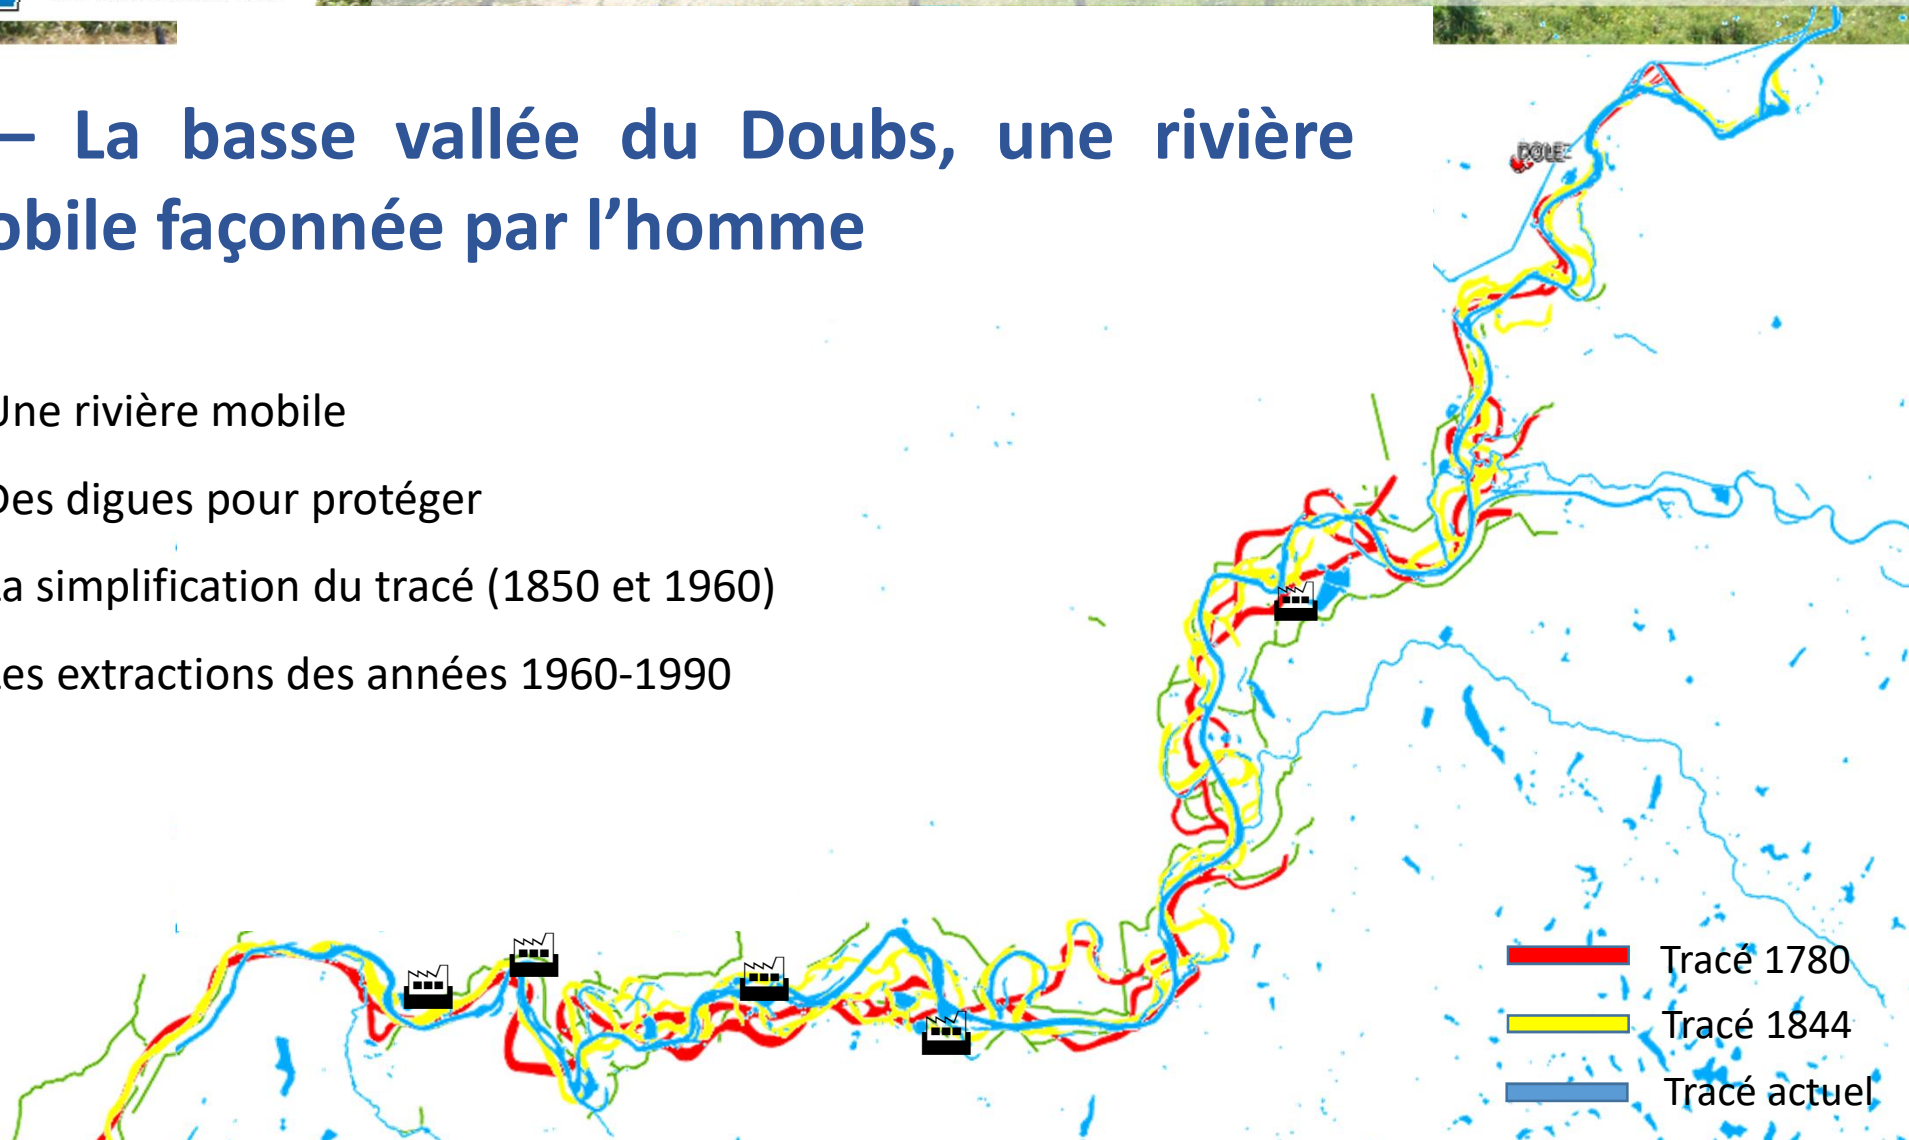 – La basse vallée du Doubs, une rivière
obile façonnée par l’homme
DOLE
Une rivière mobile
Des digues pour protéger
La simplification du tracé (1850 et 1960)
Les extractions des années 1960-1990
Tracé 1780
Tracé 1844
Tracé actuel